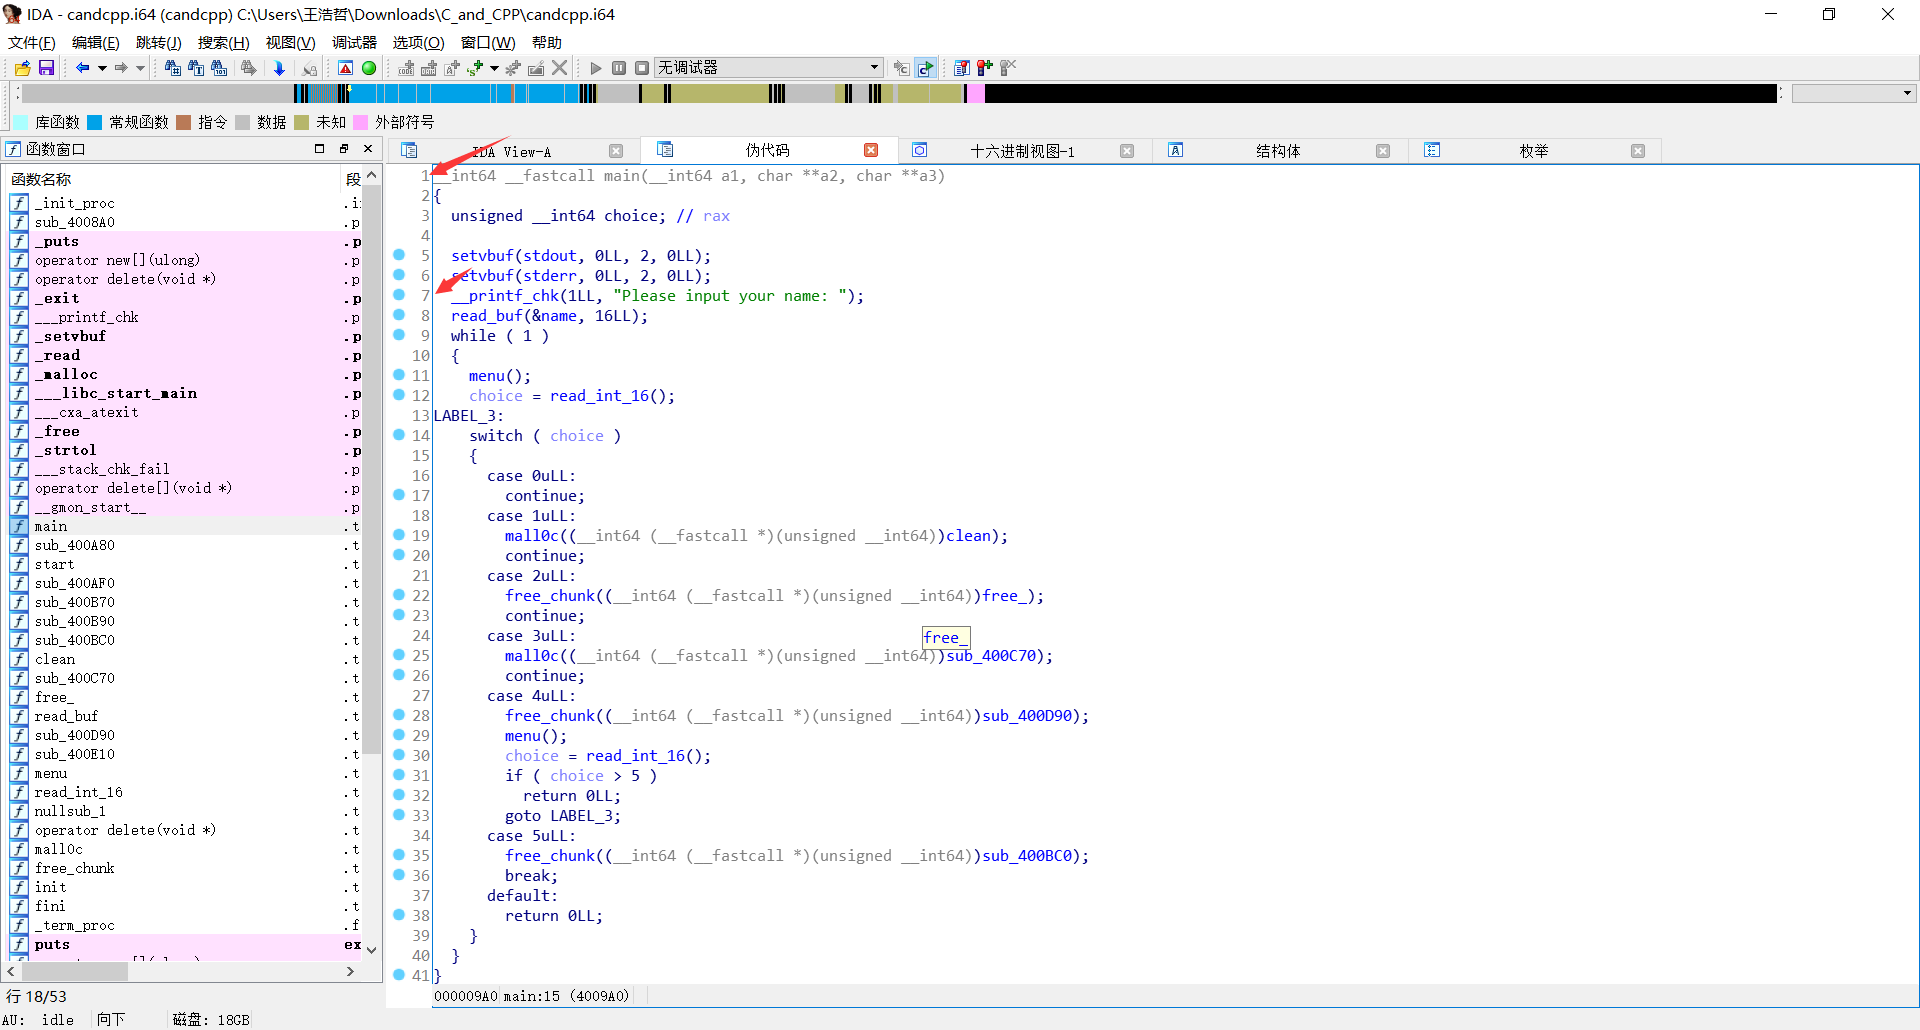 IDA - candcpp.i64 (candcpp) C:\Users\王浩哲\Downloads\C_and_CPP\candcpp.i64
文件(F) 编辑(E) 跳转(J) 搜索(H) 视图(V) 调试器 选项(O) 窗口(W) 帮助
无调试器
库函数 常规函数 指令 数据 未知 外部符号
函数窗口
函数名称 段
_init_proc .i
sub_4008A0 .p
_puts .p
operator new[](ulong) .p
operator delete(void *) .p
_exit .p
___printf_chk .p
_setvbuf .p
_read .p
_malloc .p
___libc_start_main .p
___cxa_atexit .p
_free .p
_strtol .p
___stack_chk_fail .p
operator delete[](void *) .p
__gmon_start__ .p
main .t
sub_400A80 .t
start .t
sub_400AF0 .t
sub_400B70 .t
sub_400B90 .t
sub_400BC0 .t
clean .t
sub_400C70 .t
free_ .t
read_buf .t
sub_400D90 .t
sub_400E10 .t
menu .t
read_int_16 .t
nullsub_1 .t
operator delete(void *) .t
mall0c .t
free_chunk .t
init .t
fini .t
_term_proc .f
puts ex
行 18/53
IDA View-A 伪代码 十六进制视图-1 结构体 枚举
1 __int64 __fastcall main(__int64 a1, char **a2, char **a3)
2 {
3 unsigned __int64 choice; // rax
4
5 setvbuf(stdout, 0LL, 2, 0LL);
6 setvbuf(stderr, 0LL, 2, 0LL);
7 __printf_chk(1LL, "Please input your name: ");
8 read_buf(&name, 16LL);
9 while ( 1 )
10 {
11 menu();
12 choice = read_int_16();
13 LABEL_3:
14 switch ( choice )
15 {
16 case 0uLL:
17 continue;
18 case 1uLL:
19 mall0c((__int64 (__fastcall *)(unsigned __int64))clean);
20 continue;
21 case 2uLL:
22 free_chunk((__int64 (__fastcall *)(unsigned __int64))free_);
23 continue;
24 case 3uLL:
free_
25 mall0c((__int64 (__fastcall *)(unsigned __int64))sub_400C70);
26 continue;
27 case 4uLL:
28 free_chunk((__int64 (__fastcall *)(unsigned __int64))sub_400D90);
29 menu();
30 choice = read_int_16();
31 if ( choice > 5 )
32 return 0LL;
33 goto LABEL_3;
34 case 5uLL:
35 free_chunk((__int64 (__fastcall *)(unsigned __int64))sub_400BC0);
36 break;
37 default:
38 return 0LL;
39 }
40 }
41 }
000009A0 main:15 (4009A0)
AU: idle 向下 磁盘: 18GB